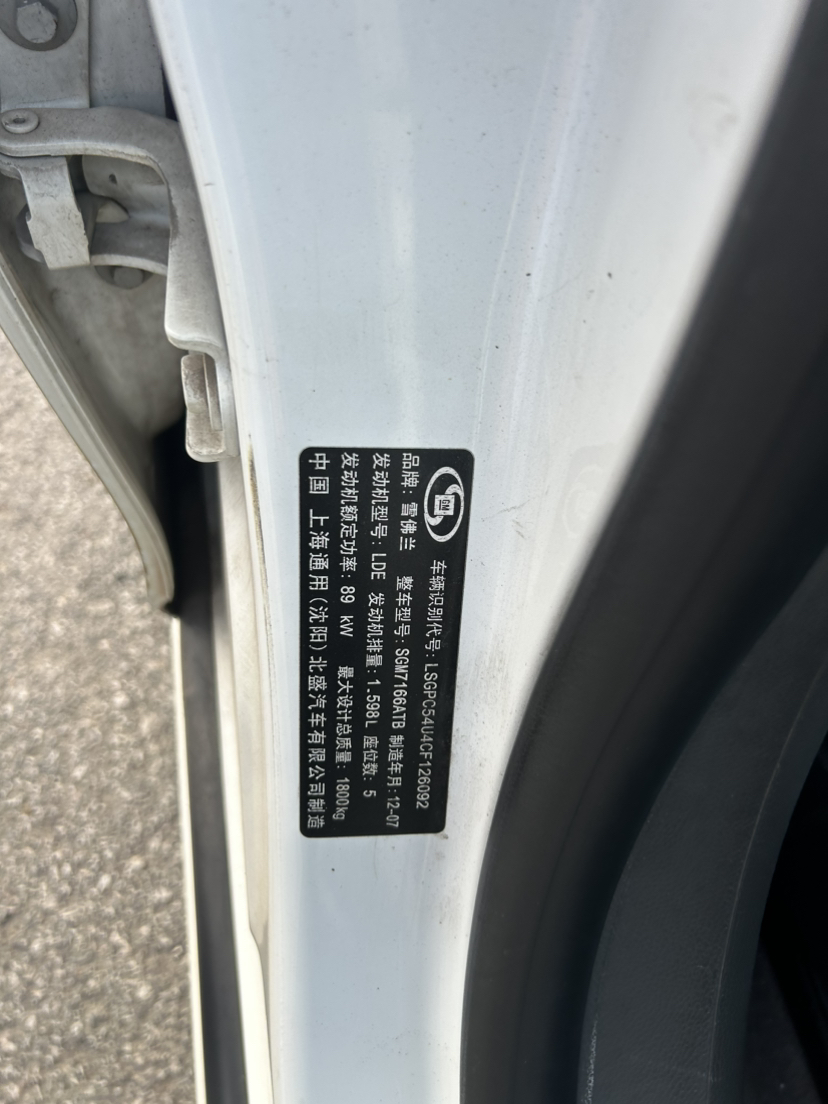 GM
车辆识别代号: LSGPC54U4CF126092
品牌: 雪佛兰 整车型号: SGM7166ATB 制造年月: 12-07
发动机型号: LDE 发动机排量: 1.598L 座位数: 5
发动机额定功率: 89 kW 最大设计总质量: 1800kg
中国 上海通用(沈阳)北盛汽车有限公司制造